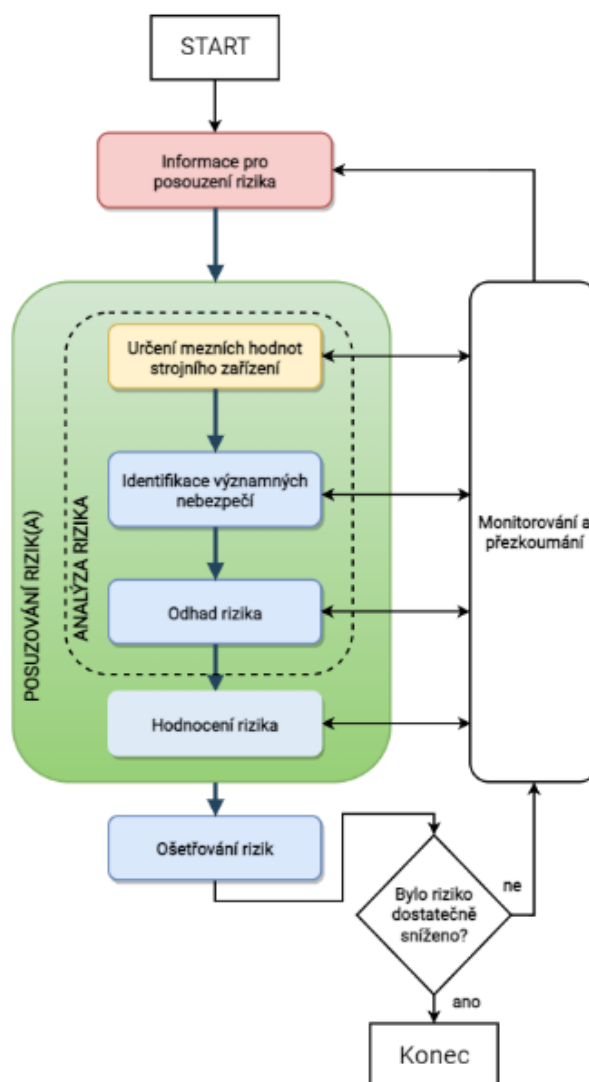 START
Informace pro
posouzení rizika
Určení mezních hodnot
strojního zařízení
Identifikace významných
nebezpečí
Odhad rizika
ANALÝZA RIZIKA
POSUZOVÁNÍ RIZIK(A)
Hodnocení rizika
Monitorování a
přezkoumání
Ošetřování rizik
Bylo riziko
dostatečně
sníženo?
ne
ano
Konec